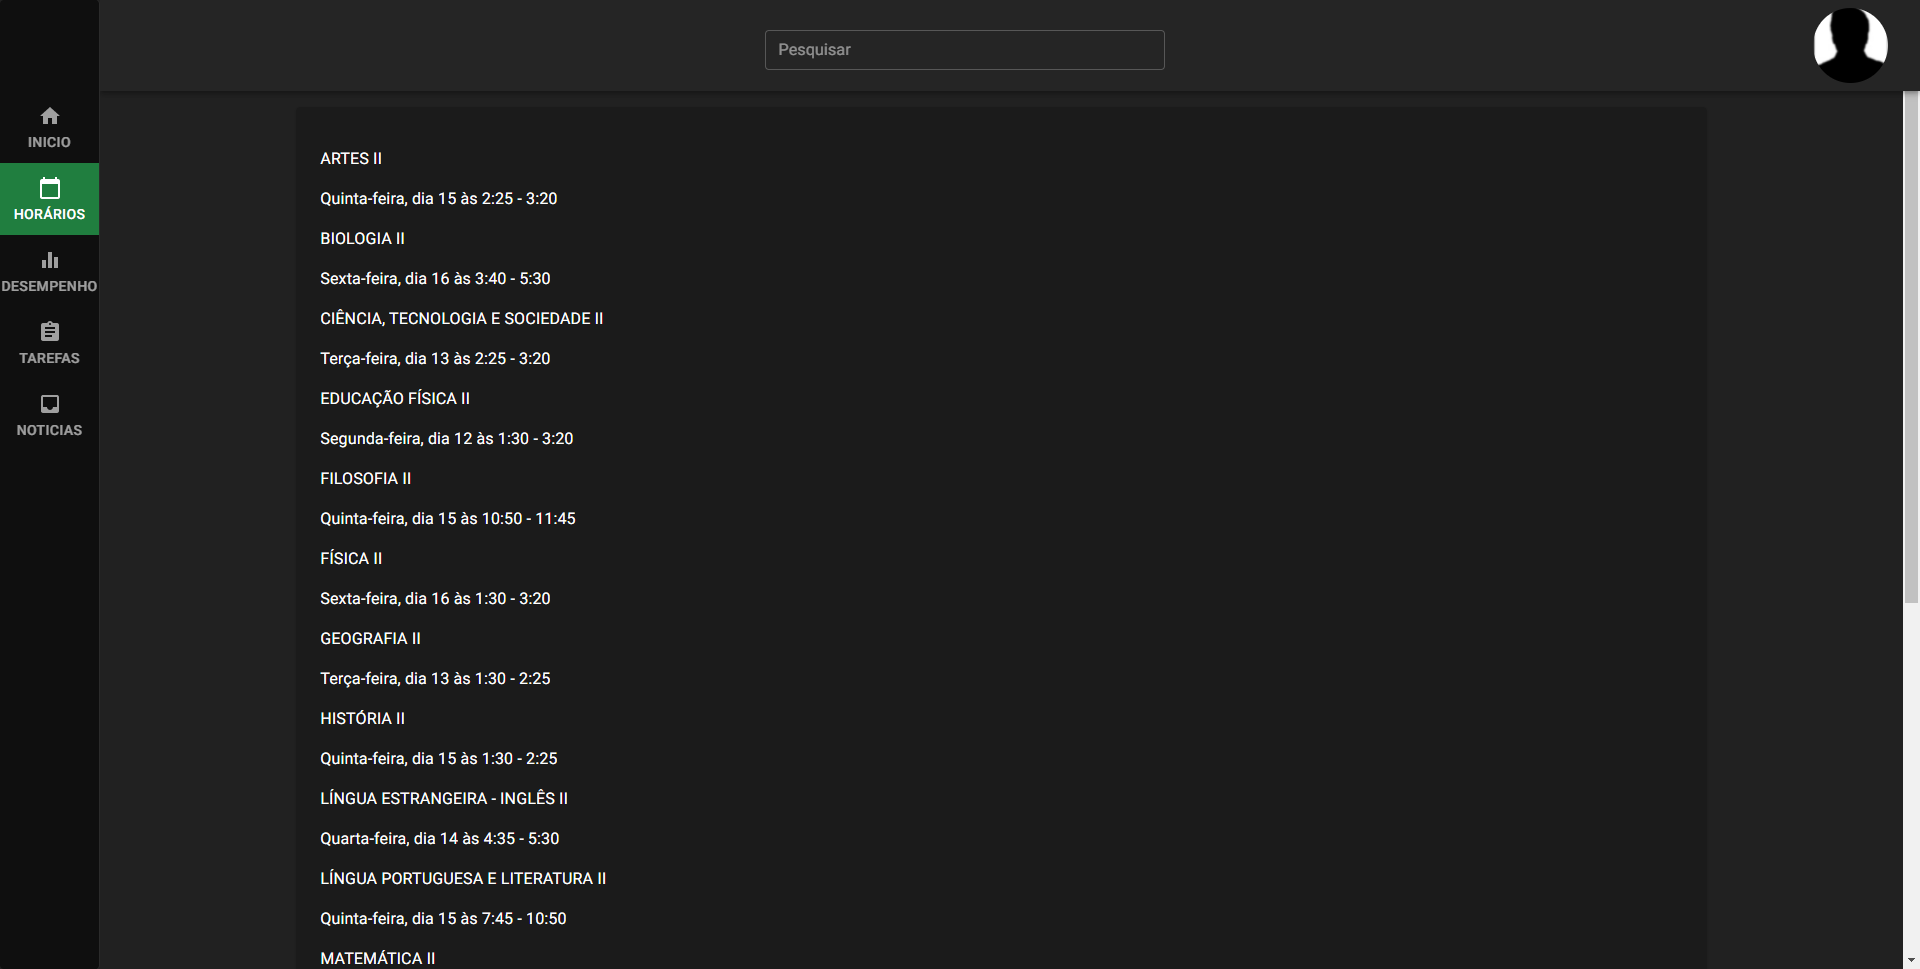 Pesquisar
INICIO
HORÁRIOS
DESEMPENHO
TAREFAS
NOTICIAS
ARTES II
Quinta-feira, dia 15 às 2:25 - 3:20
BIOLOGIA II
Sexta-feira, dia 16 às 3:40 - 5:30
CIÊNCIA, TECNOLOGIA E SOCIEDADE II
Terça-feira, dia 13 às 2:25 - 3:20
EDUCAÇÃO FÍSICA II
Segunda-feira, dia 12 às 1:30 - 3:20
FILOSOFIA II
Quinta-feira, dia 15 às 10:50 - 11:45
FÍSICA II
Sexta-feira, dia 16 às 1:30 - 3:20
GEOGRAFIA II
Terça-feira, dia 13 às 1:30 - 2:25
HISTÓRIA II
Quinta-feira, dia 15 às 1:30 - 2:25
LÍNGUA ESTRANGEIRA - INGLÊS II
Quarta-feira, dia 14 às 4:35 - 5:30
LÍNGUA PORTUGUESA E LITERATURA II
Quinta-feira, dia 15 às 7:45 - 10:50
MATEMÁTICA II